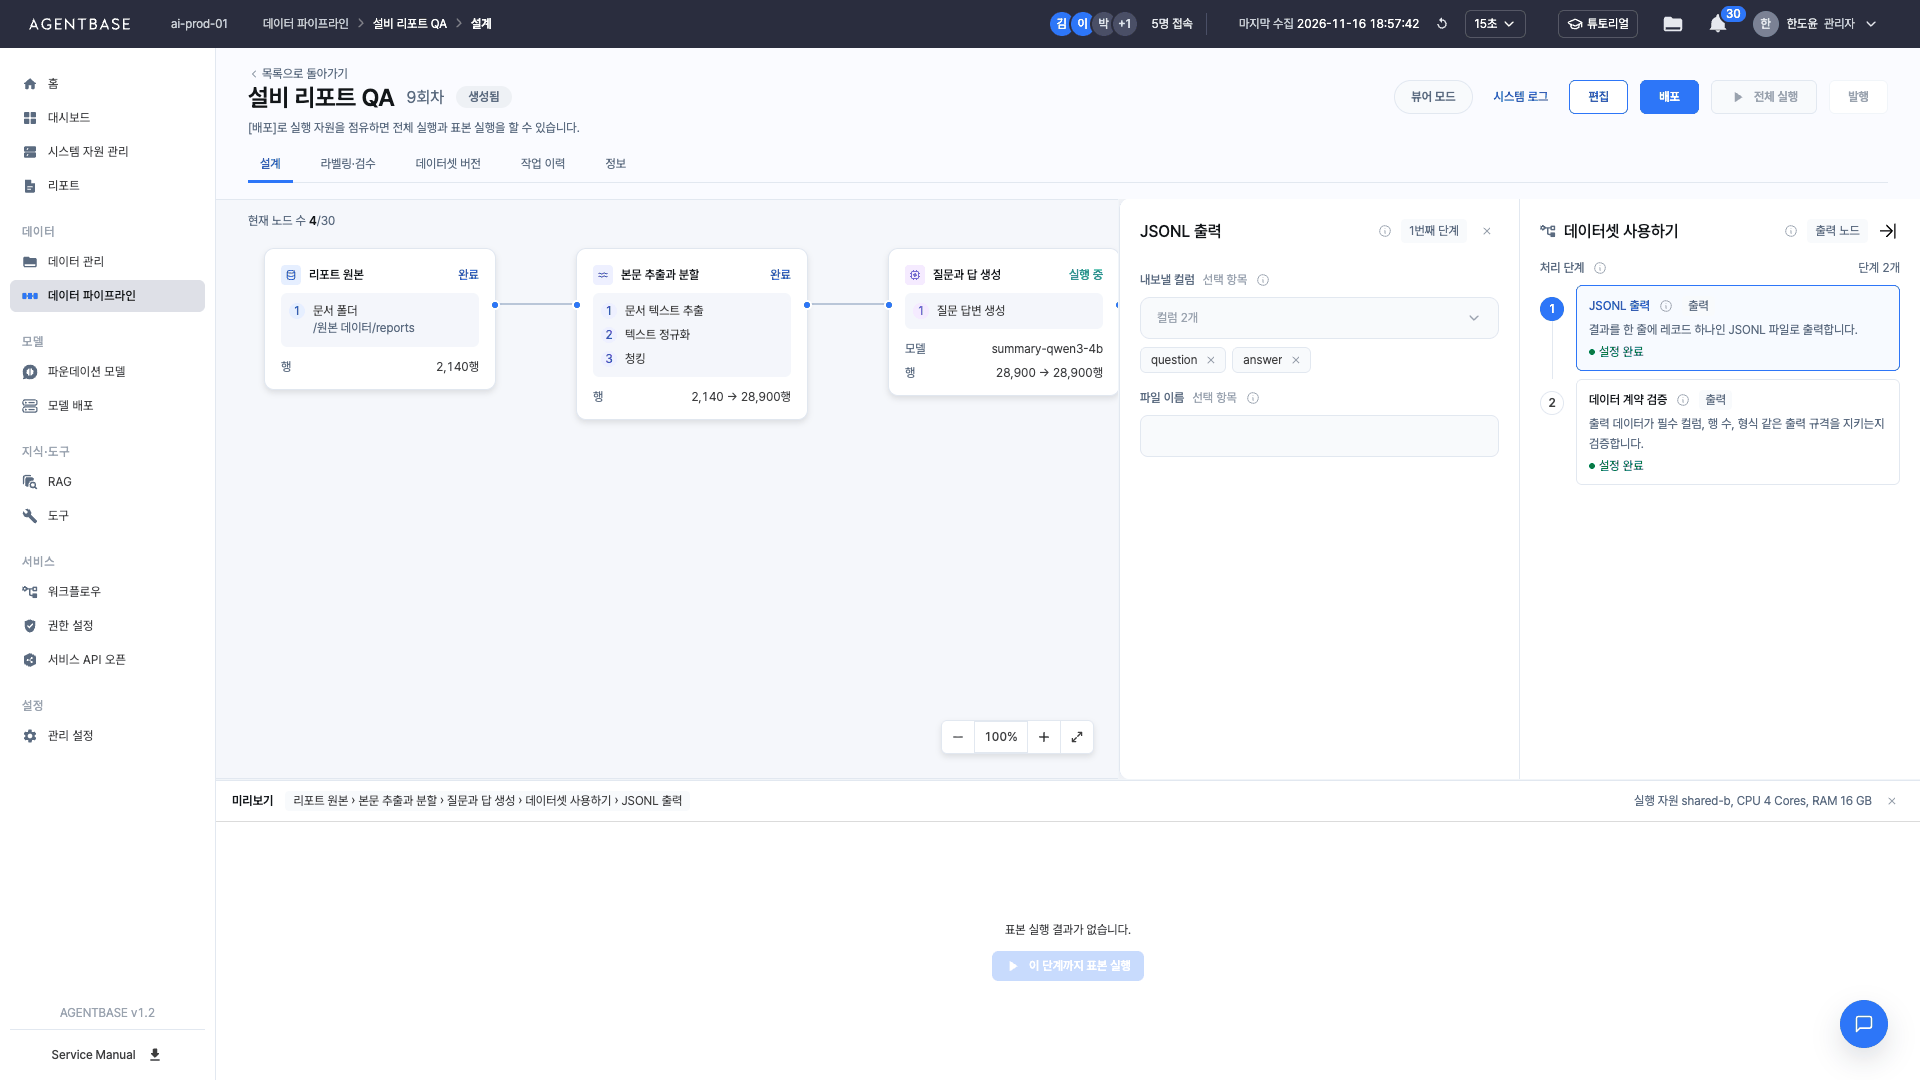 AGENTBASE
ai-prod-01
데이터 파이프라인 > 설비 리포트 QA > 설계
김 이 박 +1 5명 접속
마지막 수집 2026-11-16 18:57:42
15초
튜토리얼
30
한 한도윤 관리자
홈
대시보드
시스템 자원 관리
리포트
데이터
데이터 관리
데이터 파이프라인
모델
파운데이션 모델
모델 배포
지식·도구
RAG
도구
서비스
워크플로우
권한 설정
서비스 API 오픈
설정
관리 설정
AGENTBASE v1.2
Service Manual
목록으로 돌아가기
설비 리포트 QA 9회차 생성됨
[배포]로 실행 자원을 점유하면 전체 실행과 표본 실행을 할 수 있습니다.
뷰어 모드
시스템 로그
편집
배포
전체 실행
발행
설계
라벨링·검수
데이터셋 버전
작업 이력
정보
현재 노드 수 4/30
리포트 원본 완료
1 문서 폴더
/원본 데이터/reports
행 2,140행
본문 추출과 분할 완료
1 문서 텍스트 추출
2 텍스트 정규화
3 청킹
행 2,140 → 28,900행
질문과 답 생성 실행 중
1 질문 답변 생성
모델 summary-qwen3-4b
행 28,900 → 28,900행
100%
JSONL 출력 1번째 단계
내보낼 컬럼 선택 항목
컬럼 2개
question
answer
파일 이름 선택 항목
데이터셋 사용하기 출력 노드
처리 단계 단계 2개
1 JSONL 출력 출력
결과를 한 줄에 레코드 하나인 JSONL 파일로 출력합니다.
설정 완료
2 데이터 계약 검증 출력
출력 데이터가 필수 컬럼, 행 수, 형식 같은 출력 규격을 지키는지
검증합니다.
설정 완료
미리보기 리포트 원본 › 본문 추출과 분할 › 질문과 답 생성 › 데이터셋 사용하기 › JSONL 출력
실행 자원 shared-b, CPU 4 Cores, RAM 16 GB
표본 실행 결과가 없습니다.
이 단계까지 표본 실행